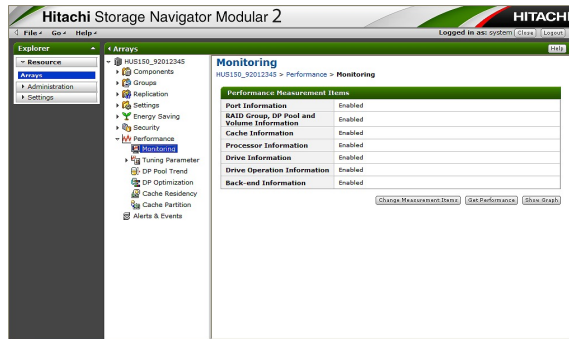 Hitachi Storage Navigator Modular 2
HITACHI
File Go Help
Logged in as: system Close Logout
Explorer
Arrays
Help
Resource
Arrays
Administration
Settings
HUS150_92012345
Components
Groups
Replication
Settings
Energy Saving
Security
Performance
Monitoring
Tuning Parameter
DP Pool Trend
DP Optimization
Cache Residency
Cache Partition
Alerts & Events
Monitoring
HUS150_92012345 > Performance > Monitoring
Performance Measurement Items
Port Information Enabled
RAID Group, DP Pool and
Volume Information Enabled
Cache Information Enabled
Processor Information Enabled
Drive Information Enabled
Drive Operation Information Enabled
Back-end Information Enabled
Change Measurement Items Get Performance Show Graph